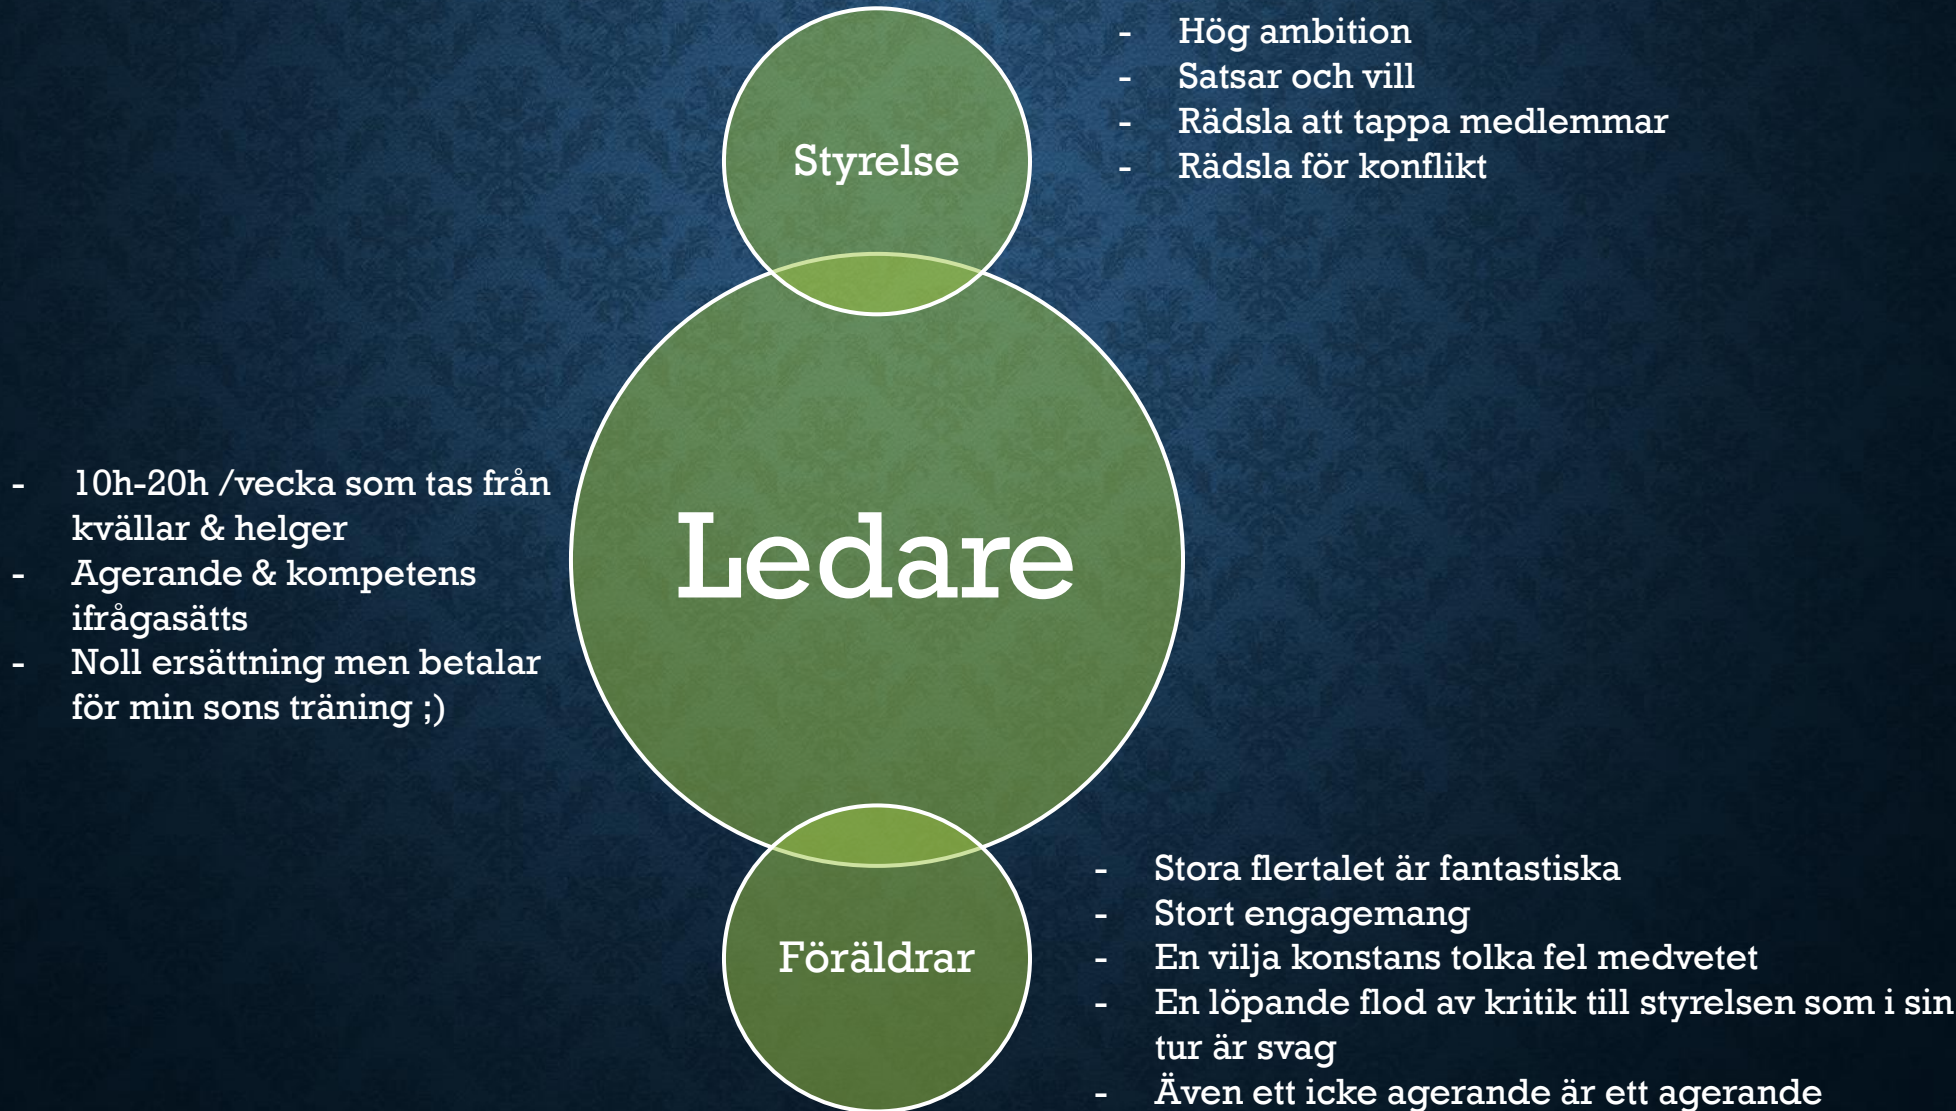 Styrelse
- Hög ambition
- Satsar och vill
- Rädsla att tappa medlemmar
- Rädsla för konflikt
- 10h-20h /vecka som tas från
kvällar & helger
- Agerande & kompetens
ifrågasätts
- Noll ersättning men betalar
för min sons träning ;)
Ledare
Föräldrar
- Stora flertalet är fantastiska
- Stort engagemang
- En vilja konstans tolka fel medvetet
- En löpande flod av kritik till styrelsen som i sin
tur är svag
- Även ett icke agerande är ett agerande